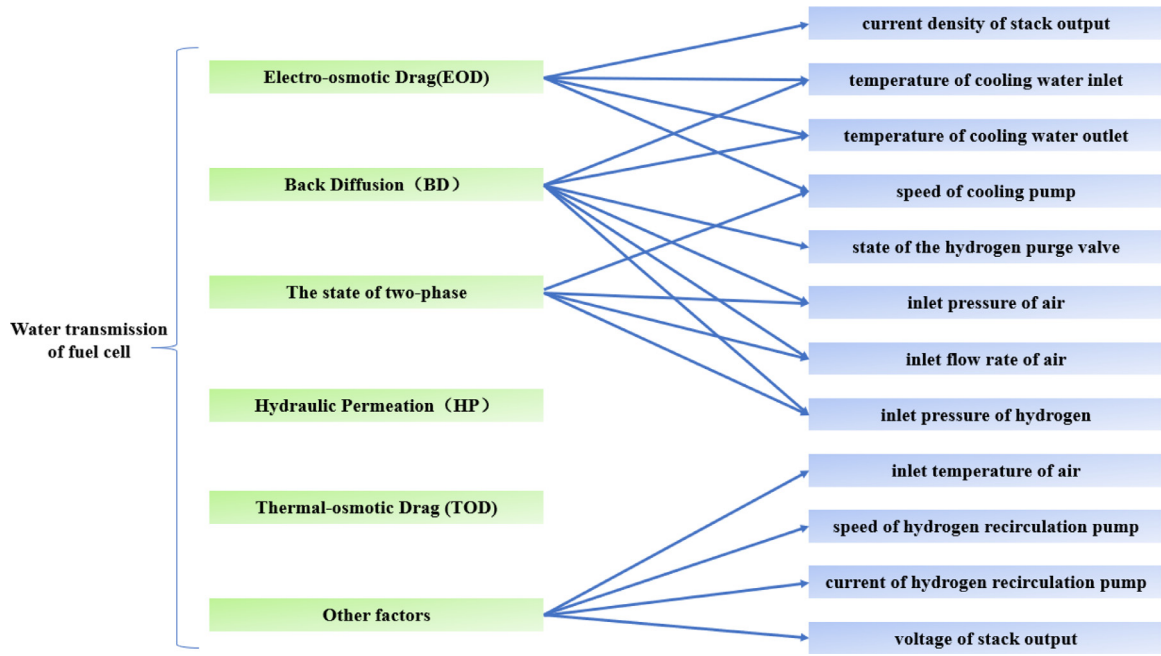 Water transmission
of fuel cell
Electro-osmotic Drag(EOD)
Back Diffusion（BD）
The state of two-phase
Hydraulic Permeation（HP）
Thermal-osmotic Drag (TOD)
Other factors
current density of stack output
temperature of cooling water inlet
temperature of cooling water outlet
speed of cooling pump
state of the hydrogen purge valve
inlet pressure of air
inlet flow rate of air
inlet pressure of hydrogen
inlet temperature of air
speed of hydrogen recirculation pump
current of hydrogen recirculation pump
voltage of stack output